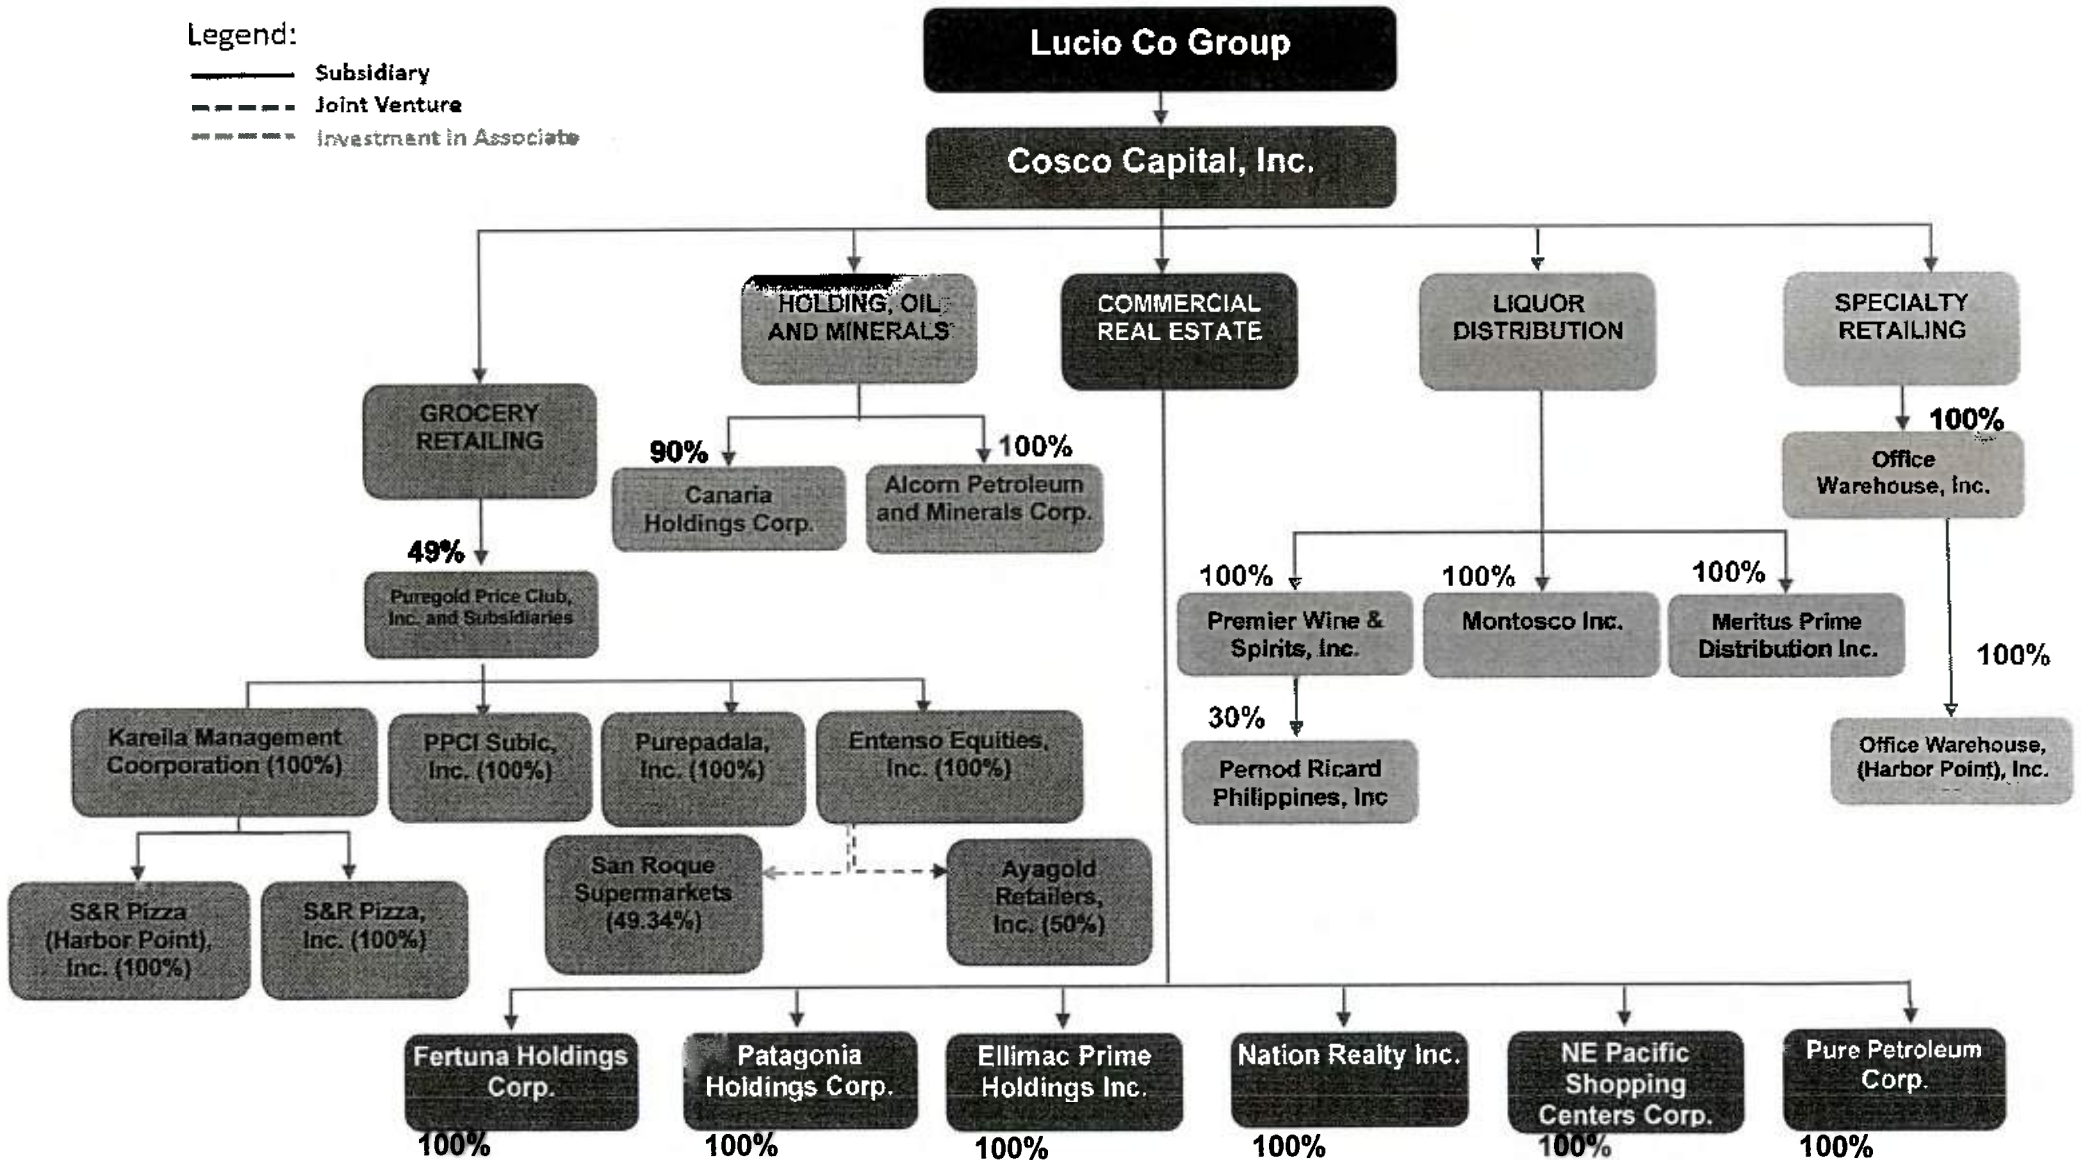 Legend:
Subsidiary
Joint Venture
Investment in Associate
Lucio Co Group
Cosco Capital, Inc.
HOLDING, OIL
AND MINERALS
COMMERCIAL
REAL ESTATE
LIQUOR
DISTRIBUTION
SPECIALTY
RETAILING
GROCERY
RETAILING
90%
Canaria
Holdings Corp.
100%
Alcorn Petroleum
and Minerals Corp.
100%
Office
Warehouse, Inc.
49%
Puregold Price Club,
Inc. and Subsidiaries
100%
Premier Wine &
Spirits, Inc.
100%
Montosco Inc.
100%
Meritus Prime
Distribution Inc.
100%
Kareila Management
Coorporation (100%)
PPCI Subic,
Inc. (100%)
Purepadala,
Inc. (100%)
Entenso Equities,
Inc. (100%)
30%
Pernod Ricard
Philippines, Inc
Office Warehouse,
(Harbor Point), Inc.
S&R Pizza
(Harbor Point),
Inc. (100%)
S&R Pizza,
Inc. (100%)
San Roque
Supermarkets
(49.34%)
Ayagold
Retailers,
Inc. (50%)
Fertuna Holdings
Corp.
100%
Patagonia
Holdings Corp.
100%
Ellimac Prime
Holdings Inc.
100%
Nation Realty Inc.
100%
NE Pacific
Shopping
Centers Corp.
100%
Pure Petroleum
Corp.
100%